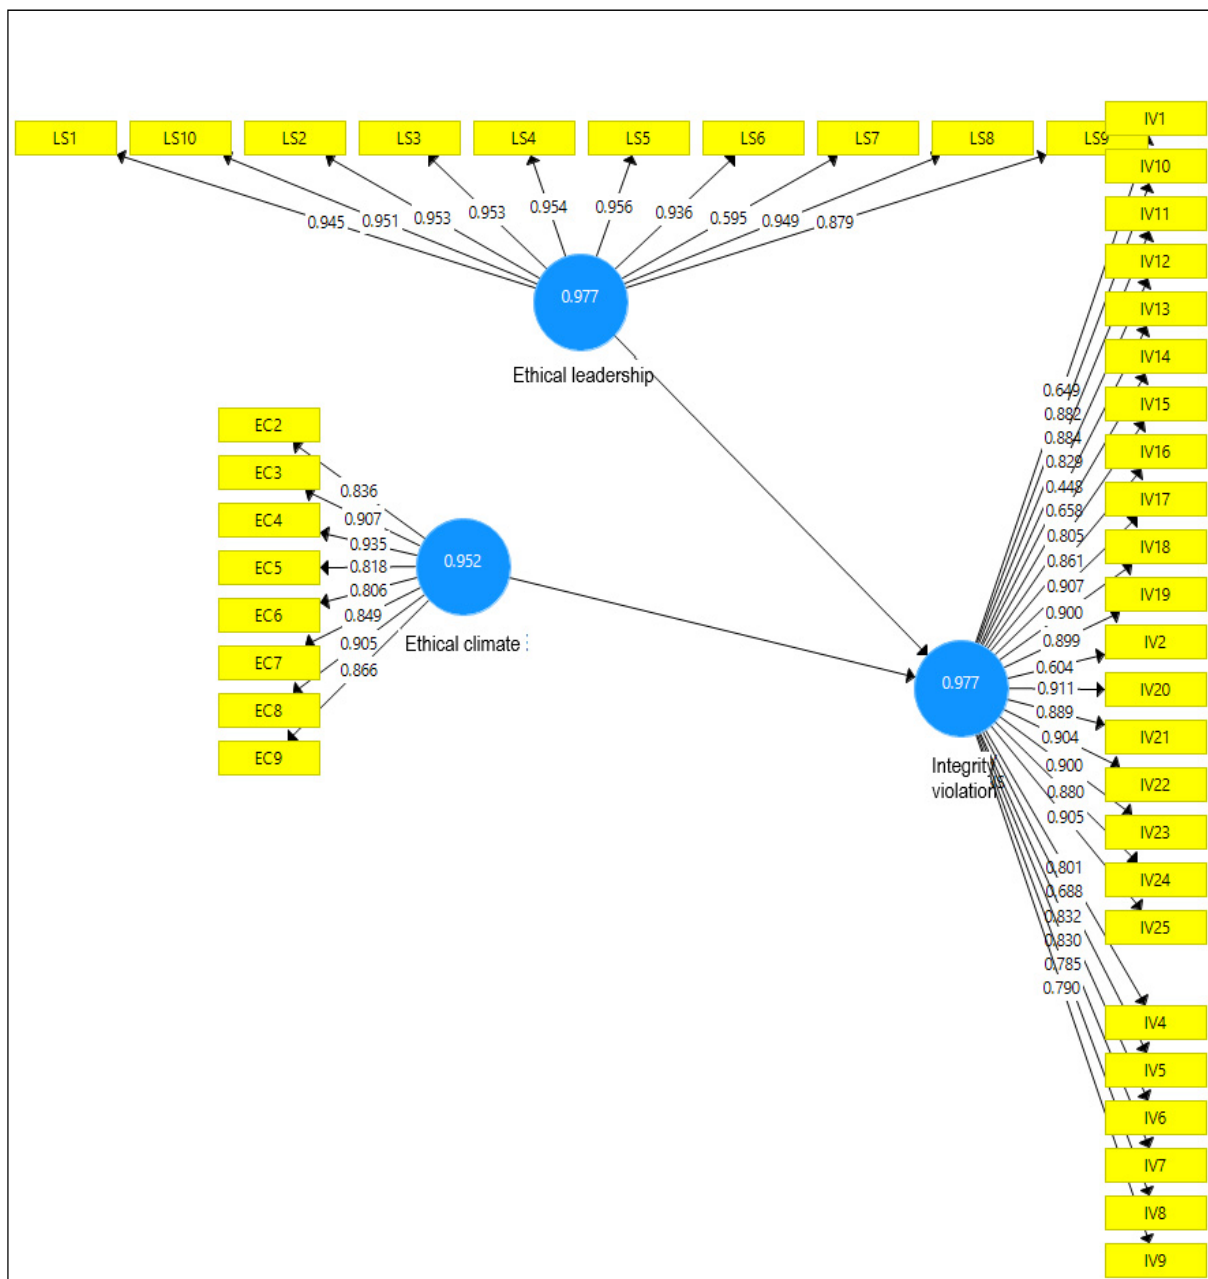 LS1 LS10 LS2 LS3 LS4 LS5 LS6 LS7 LS8 LS9
0.945 0.951 0.953 0.953 0.954 0.956 0.936 0.595 0.949 0.879
0.977
Ethical leadership
EC2
EC3
EC4
EC5
EC6
EC7
EC8
EC9
0.836
0.907
0.935
0.818
0.806
0.849
0.905
0.866
0.952
Ethical climate
0.977
Integrity
violations
0.649
0.882
0.884
0.829
0.448
0.658
0.805
0.861
0.907
0.900
0.899
0.604
0.911
0.889
0.904
0.900
0.880
0.905
0.801
0.688
0.832
0.830
0.785
0.790
IV1
IV10
IV11
IV12
IV13
IV14
IV15
IV16
IV17
IV18
IV19
IV2
IV20
IV21
IV22
IV23
IV24
IV25
IV4
IV5
IV6
IV7
IV8
IV9